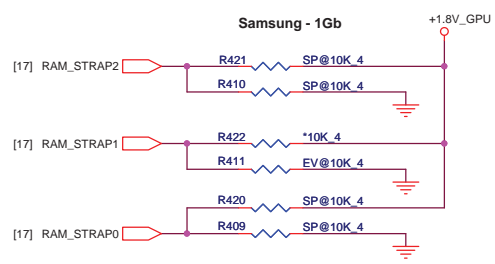 Samsung - 1Gb
+1.8V_GPU
R421 SP@10K_4
[17] RAM_STRAP2
R410 SP@10K_4
R422 *10K_4
[17] RAM_STRAP1
R411 EV@10K_4
R420 SP@10K_4
R409 SP@10K_4
[17] RAM_STRAP0